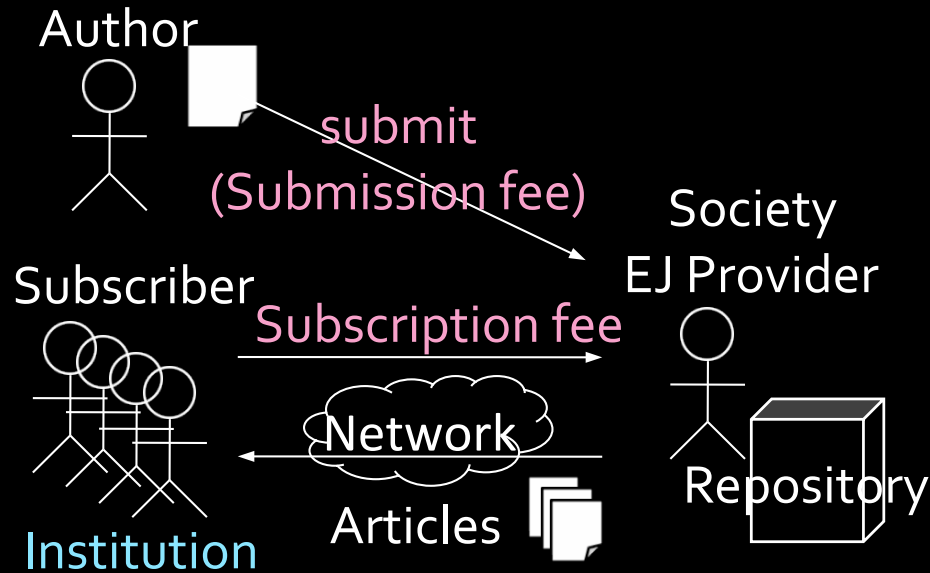 Author
submit
(Submission fee)
Society
EJ Provider
Subscriber
Subscription fee
Network
Repository
Articles
Institution